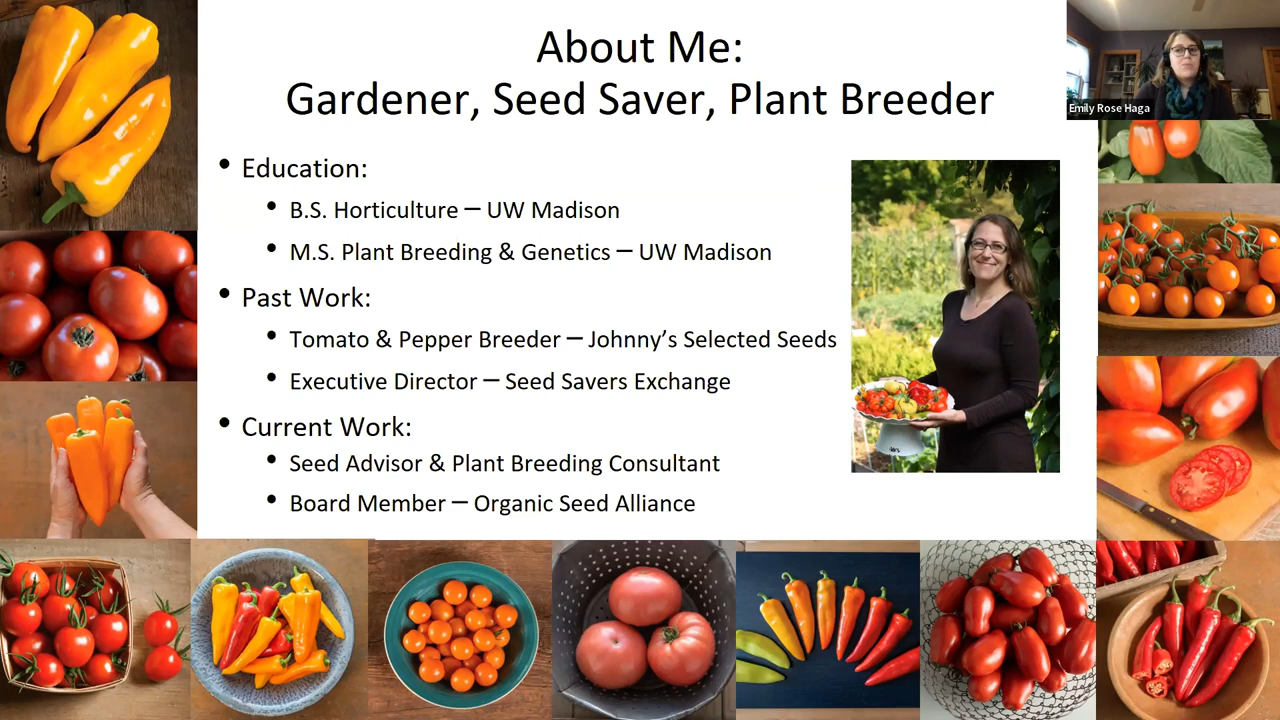 About Me:
Gardener, Seed Saver, Plant Breeder
Emily Rose Haga
• Education:
• B.S. Horticulture – UW Madison
• M.S. Plant Breeding & Genetics – UW Madison
• Past Work:
• Tomato & Pepper Breeder – Johnny’s Selected Seeds
• Executive Director – Seed Savers Exchange
• Current Work:
• Seed Advisor & Plant Breeding Consultant
• Board Member – Organic Seed Alliance